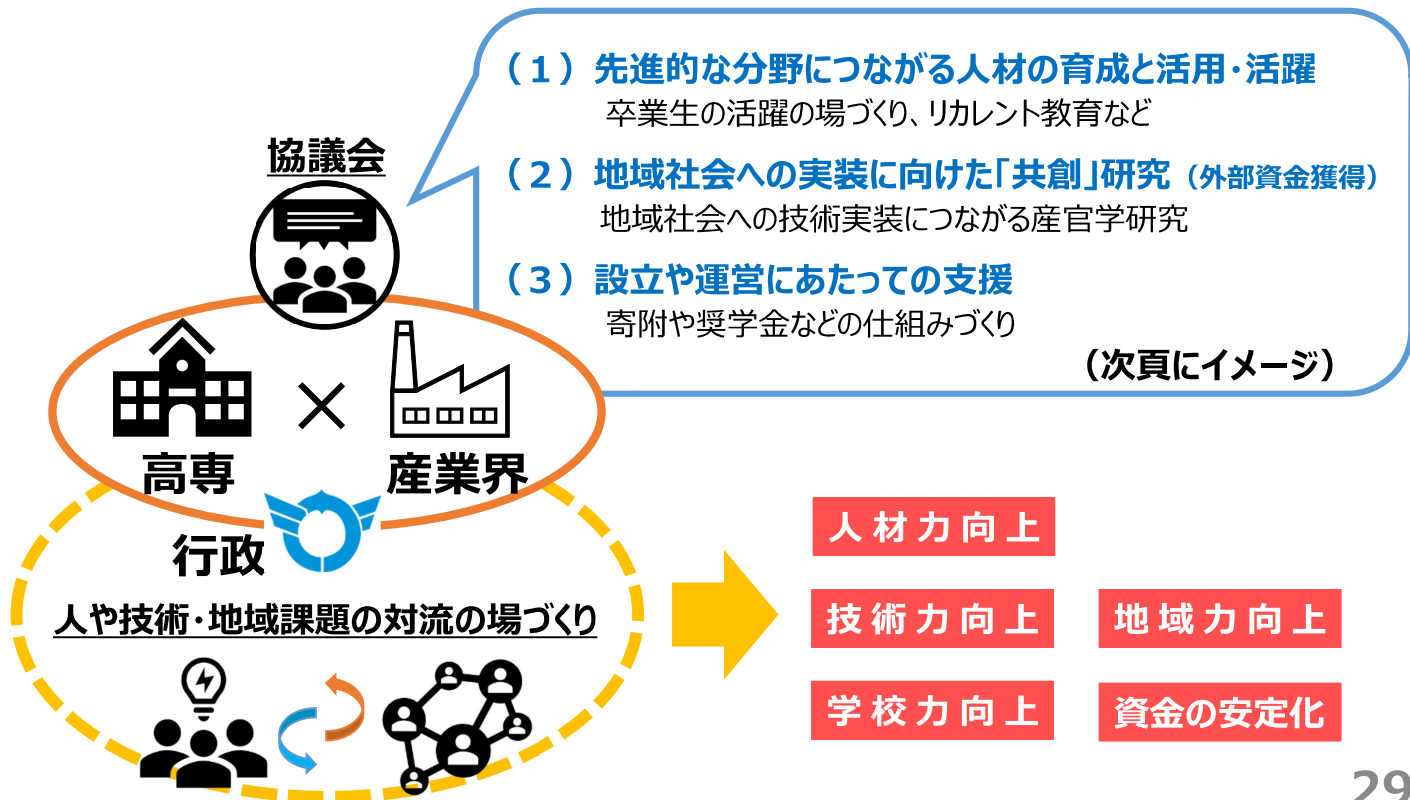 （１）先進的な分野につながる人材の育成と活用・活躍
卒業生の活躍の場づくり、リカレント教育など
（２）地域社会への実装に向けた「共創」研究（外部資金獲得）
地域社会への技術実装につながる産官学研究
（３）設立や運営にあたっての支援
寄附や奨学金などの仕組みづくり
（次頁にイメージ）
協議会
高専
産業界
行政
人や技術・地域課題の対流の場づくり
人材力向上
技術力向上
地域力向上
学校力向上
資金の安定化
29